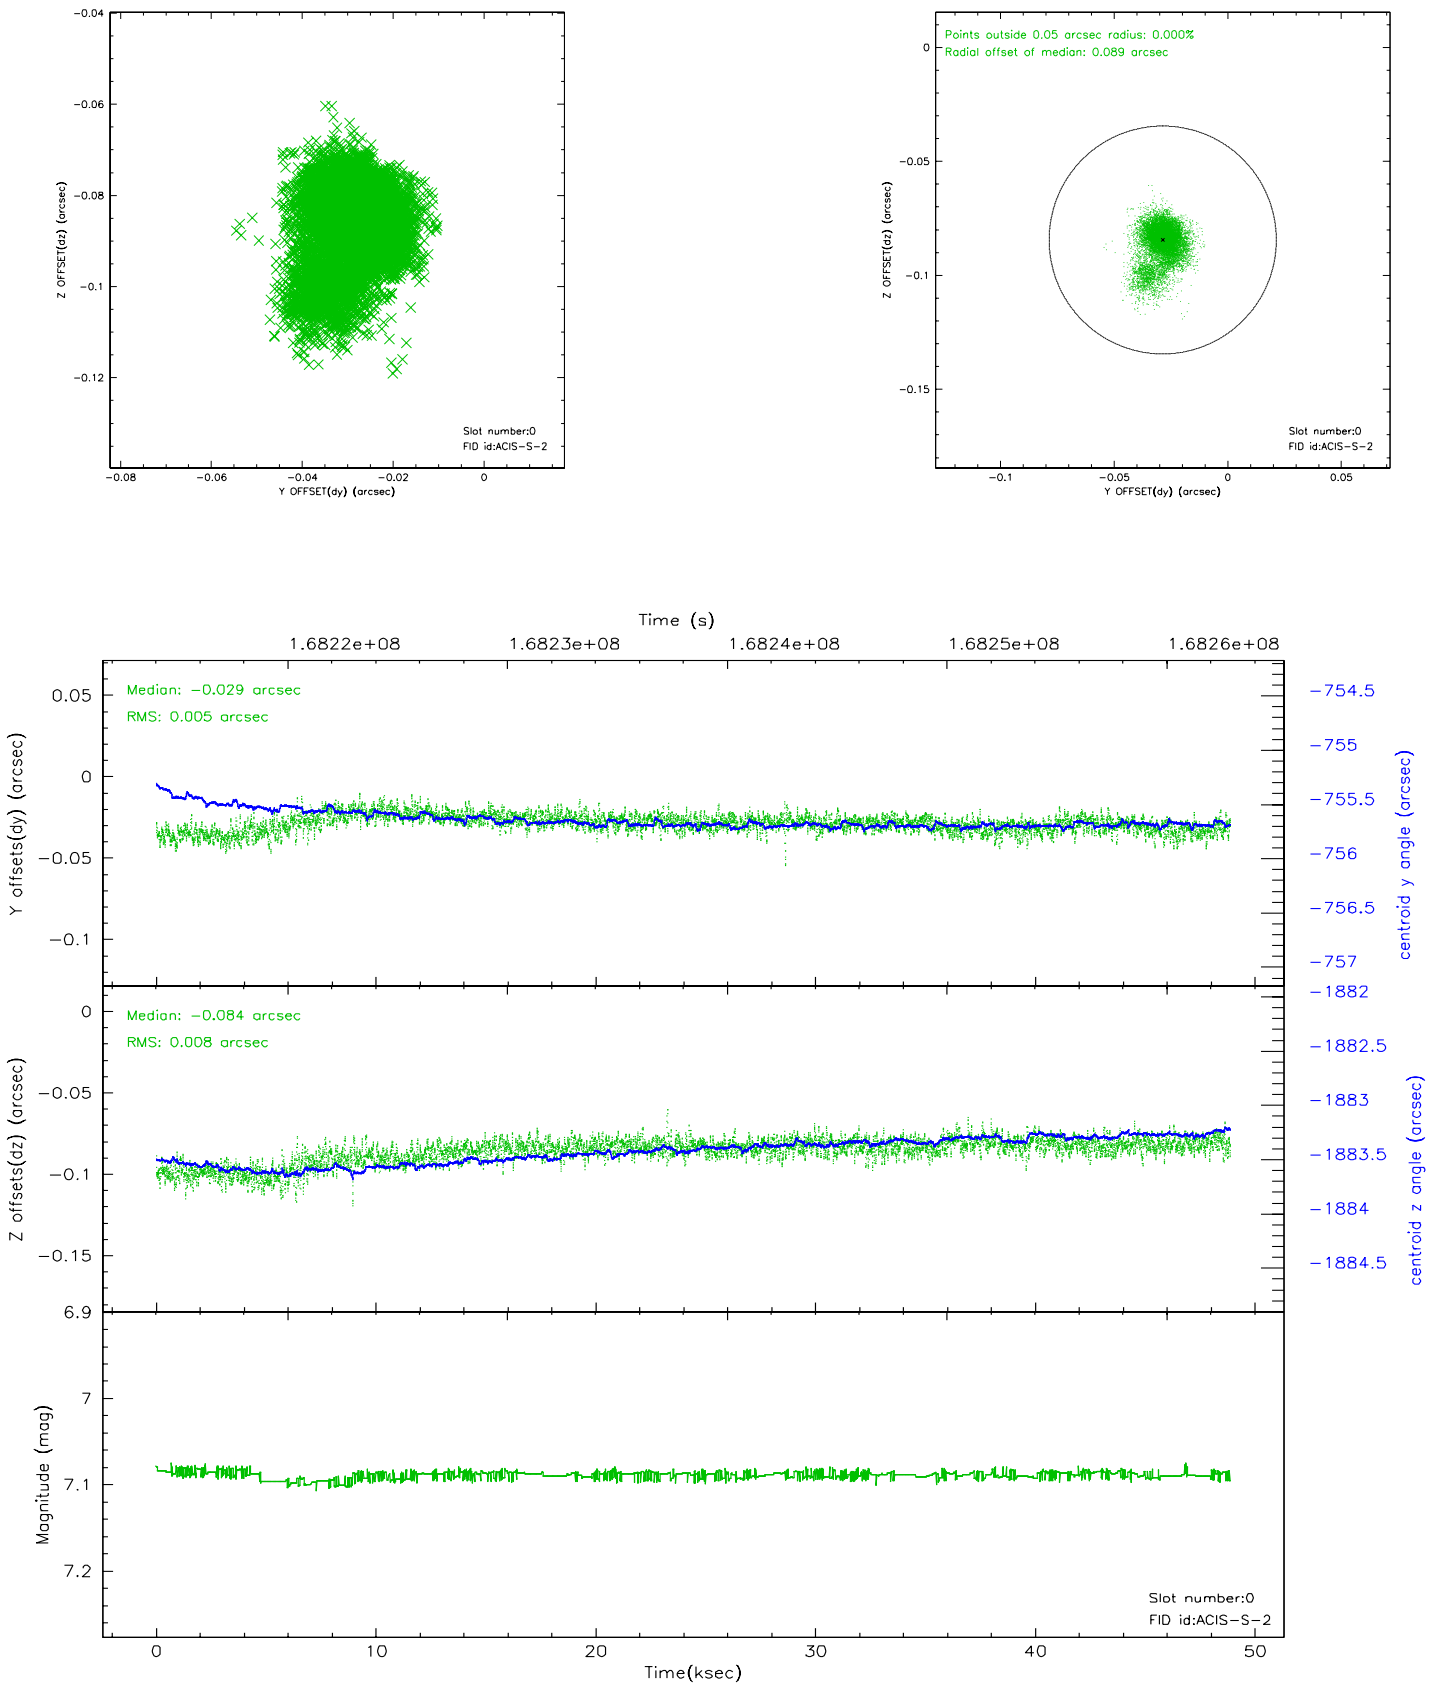 -0.04
-0.06
-0.08
-0.1
-0.12
Z OFFSET(dz) (arcsec)
Slot number:0
FID id:ACIS-S-2
-0.08 -0.06 -0.04 -0.02 0
Y OFFSET(dy) (arcsec)
Points outside 0.05 arcsec radius: 0.000%
Radial offset of median: 0.089 arcsec
0
-0.05
-0.1
-0.15
Z OFFSET(dz) (arcsec)
Slot number:0
FID id:ACIS-S-2
-0.1 -0.05 0 0.05
Y OFFSET(dy) (arcsec)
Time (s)
1.6822e+08 1.6823e+08 1.6824e+08 1.6825e+08 1.6826e+08
Median: -0.029 arcsec
RMS: 0.005 arcsec
0.05
0
-0.05
-0.1
Y offsets(dy) (arcsec)
-754.5
-755
-755.5
-756
-756.5
-757
centroid y angle (arcsec)
Median: -0.084 arcsec
RMS: 0.008 arcsec
0
-0.05
-0.1
-0.15
Z offsets(dz) (arcsec)
-1882
-1882.5
-1883
-1883.5
-1884
-1884.5
centroid z angle (arcsec)
6.9
7
7.1
7.2
Magnitude (mag)
Slot number:0
FID id:ACIS-S-2
0 10 20 30 40 50
Time(ksec)